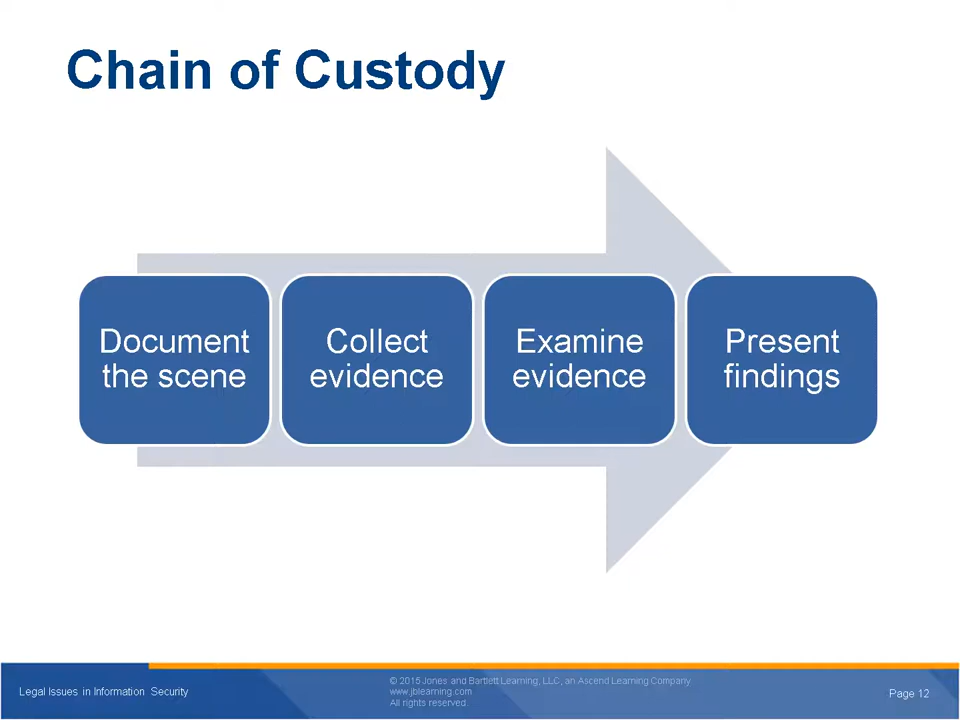 Chain of Custody
Document
the scene
Collect
evidence
Examine
evidence
Present
findings
Legal Issues in Information Security
© 2015 Jones and Bartlett Learning, LLC, an Ascend Learning Company
www.jblearning.com
All rights reserved.
Page 12